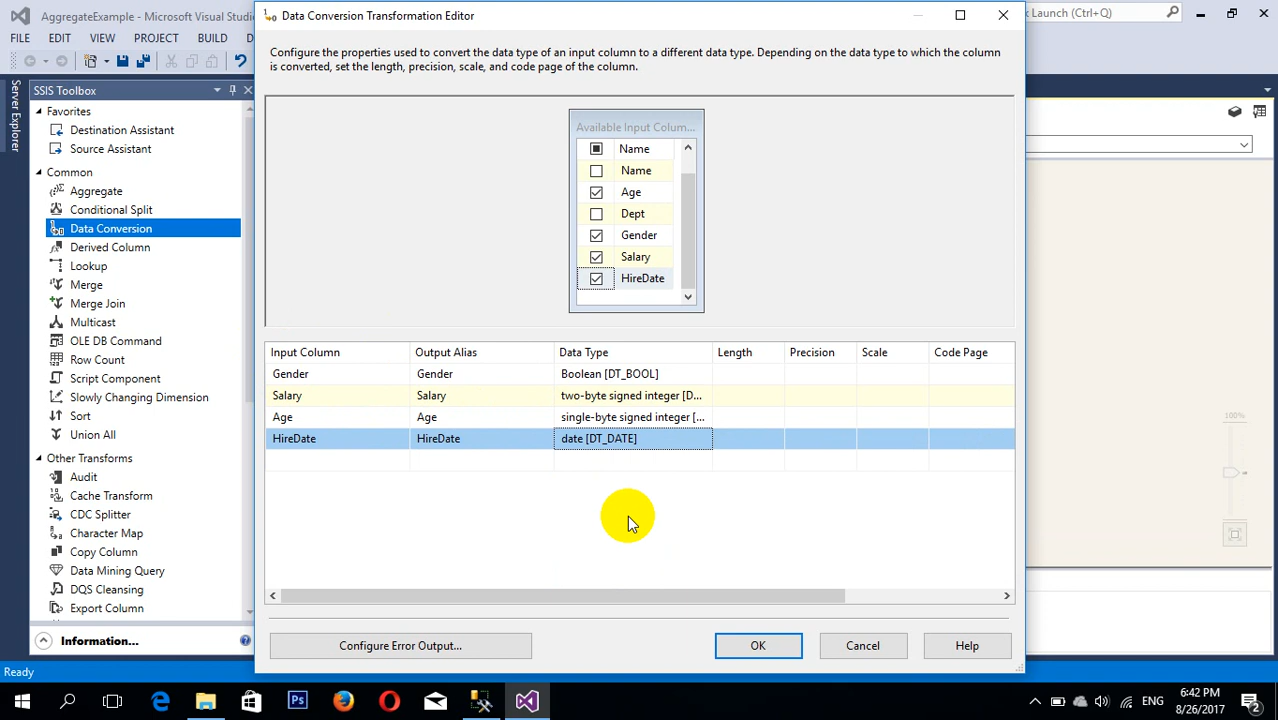 AggregateExample - Microsoft Visual Studi
Data Conversion Transformation Editor
k Launch (Ctrl+Q)
FILE EDIT VIEW PROJECT BUILD D
Configure the properties used to convert the data type of an input column to a different data type. Depending on the data type to which the column
is converted, set the length, precision, scale, and code page of the column.
Server Explorer
SSIS Toolbox
Favorites
Destination Assistant
Source Assistant
Common
Aggregate
Conditional Split
Data Conversion
Derived Column
Lookup
Merge
Merge Join
Multicast
OLE DB Command
Row Count
Script Component
Slowly Changing Dimension
Sort
Union All
Other Transforms
Audit
Cache Transform
CDC Splitter
Character Map
Copy Column
Data Mining Query
DQS Cleansing
Export Column
Information...
Available Input Colum...
Name
Name
Age
Dept
Gender
Salary
HireDate
Input Column Output Alias Data Type Length Precision Scale Code Page
Gender Gender Boolean [DT_BOOL]
Salary Salary two-byte signed integer [D...
Age Age single-byte signed integer [...
HireDate HireDate date [DT_DATE]
100%
Configure Error Output... OK Cancel Help
Ready
ENG
6:42 PM
8/26/2017
2